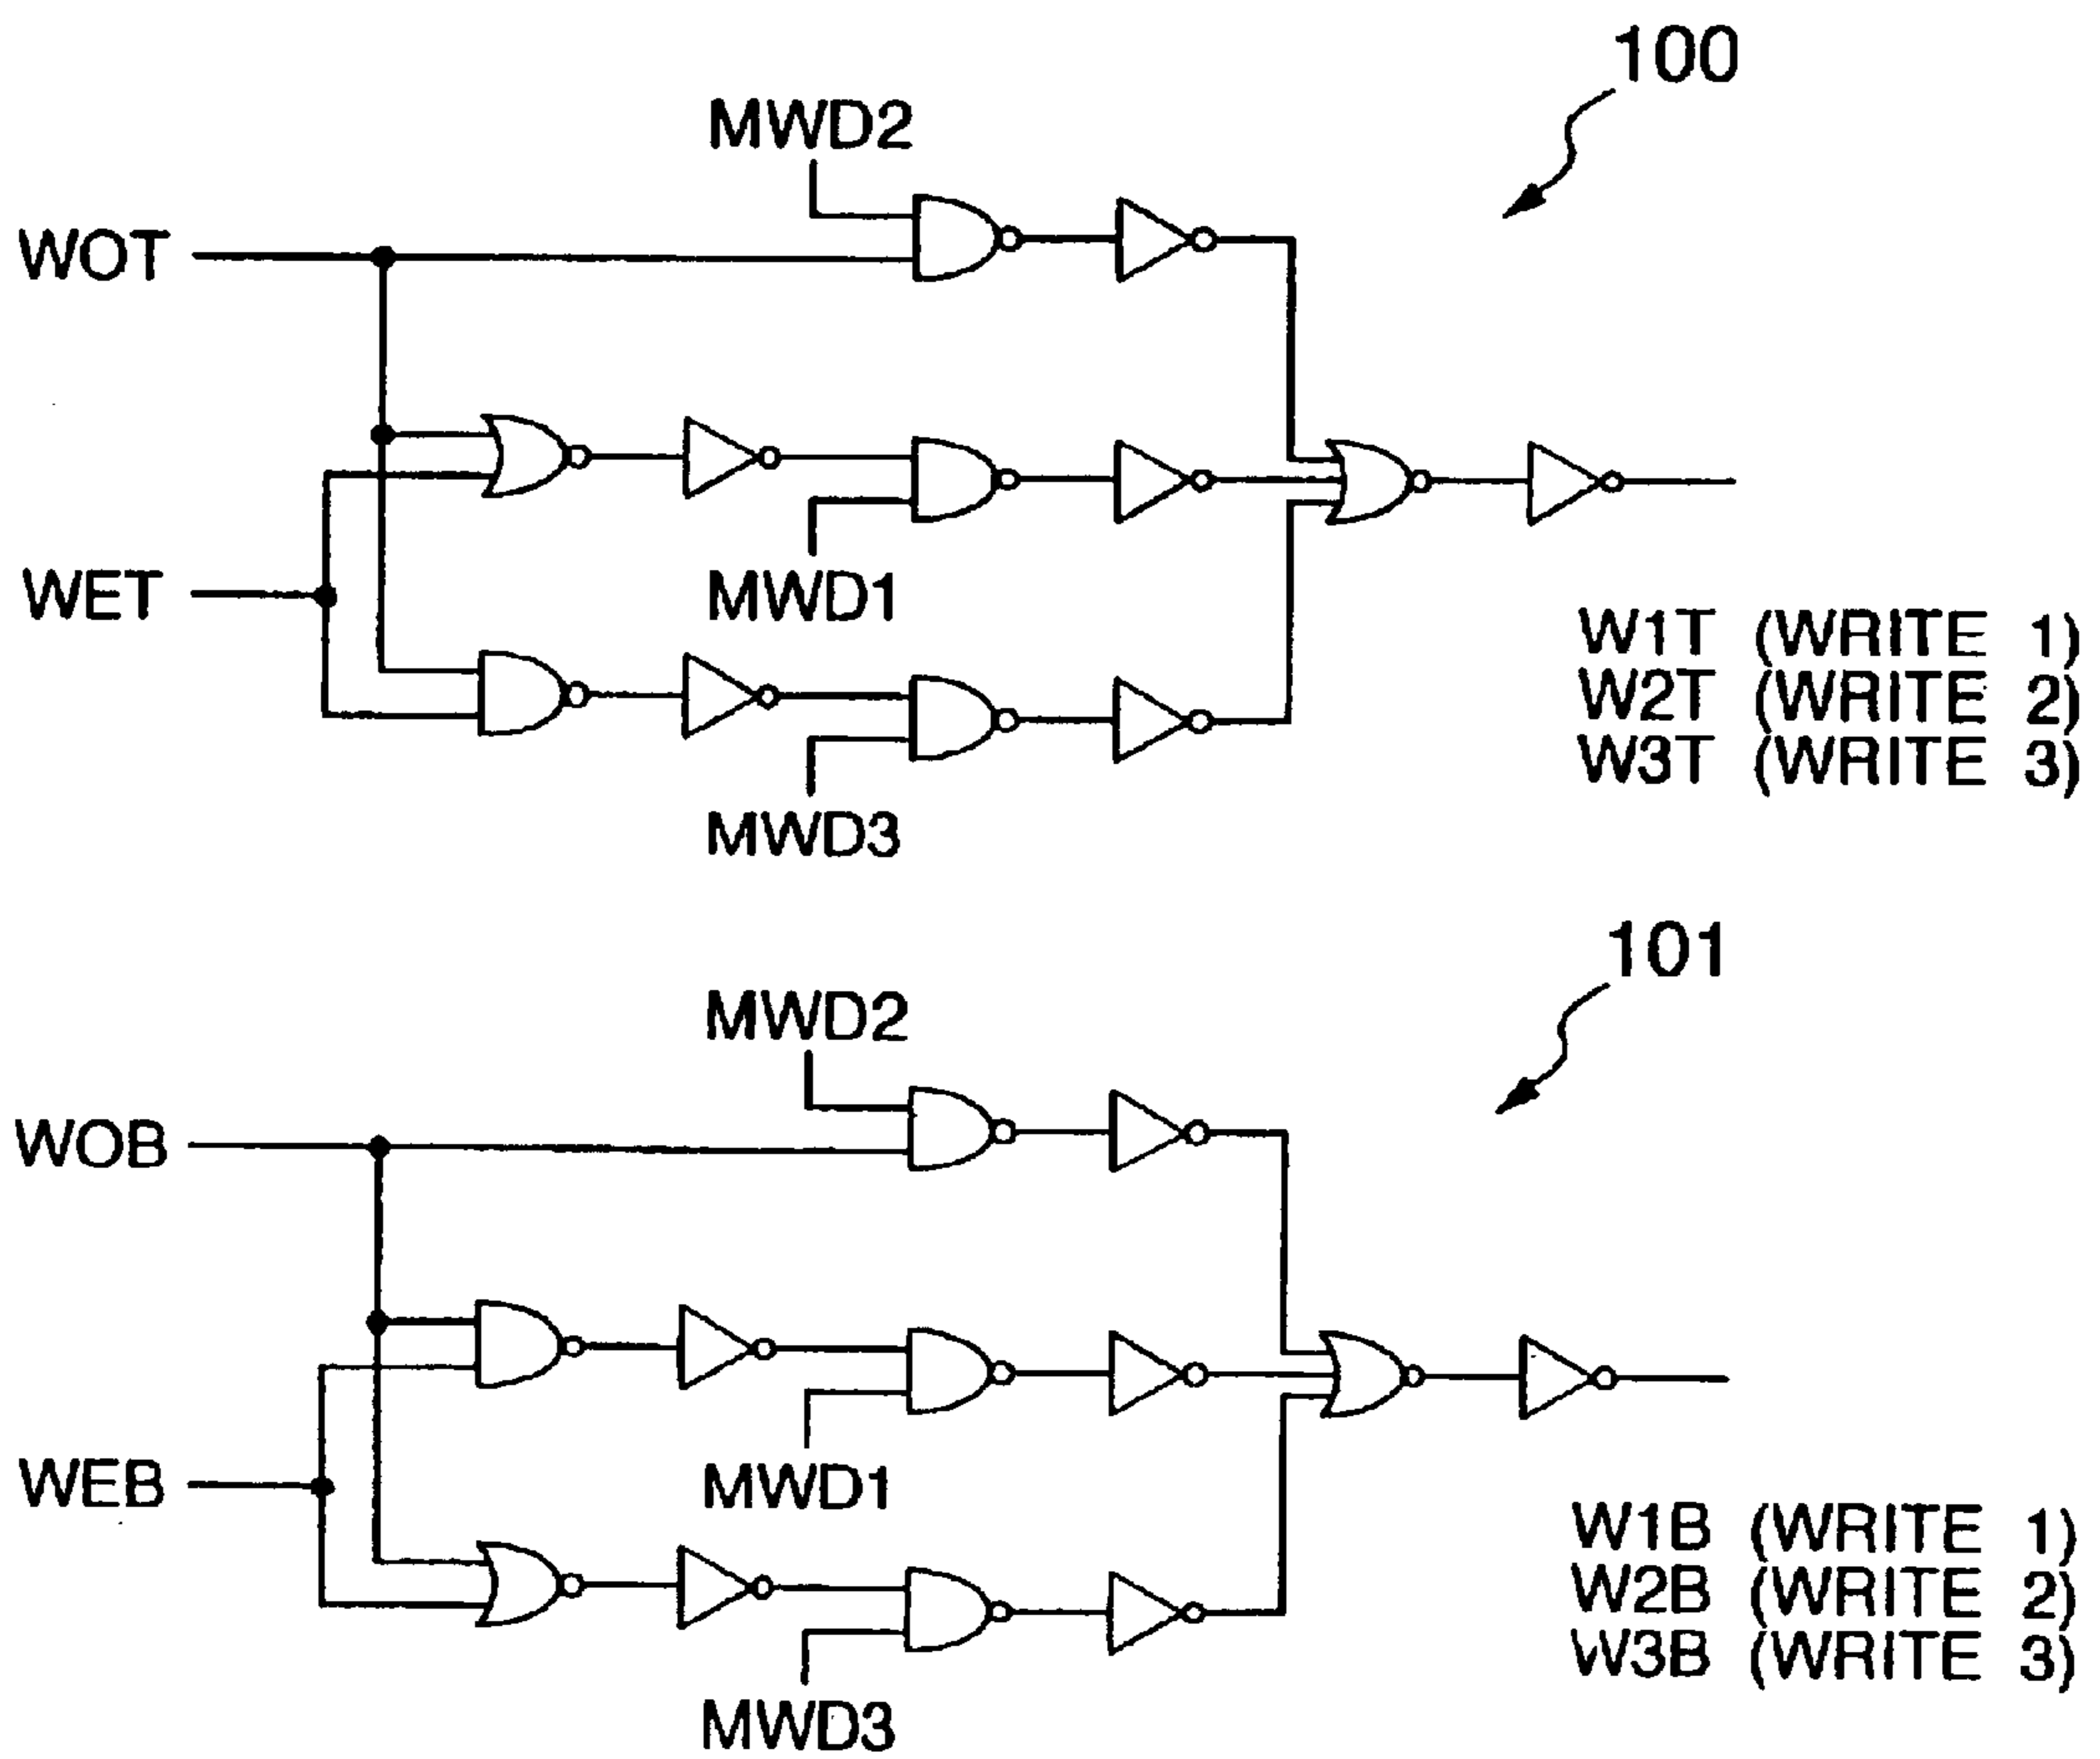 100
MWD2
WOT
MWD1
WET
W1T (WRITE 1)
W2T (WRITE 2)
W3T (WRITE 3)
MWD3
101
MWD2
WOB
MWD1
WEB
W1B (WRITE 1)
W2B (WRITE 2)
W3B (WRITE 3)
MWD3